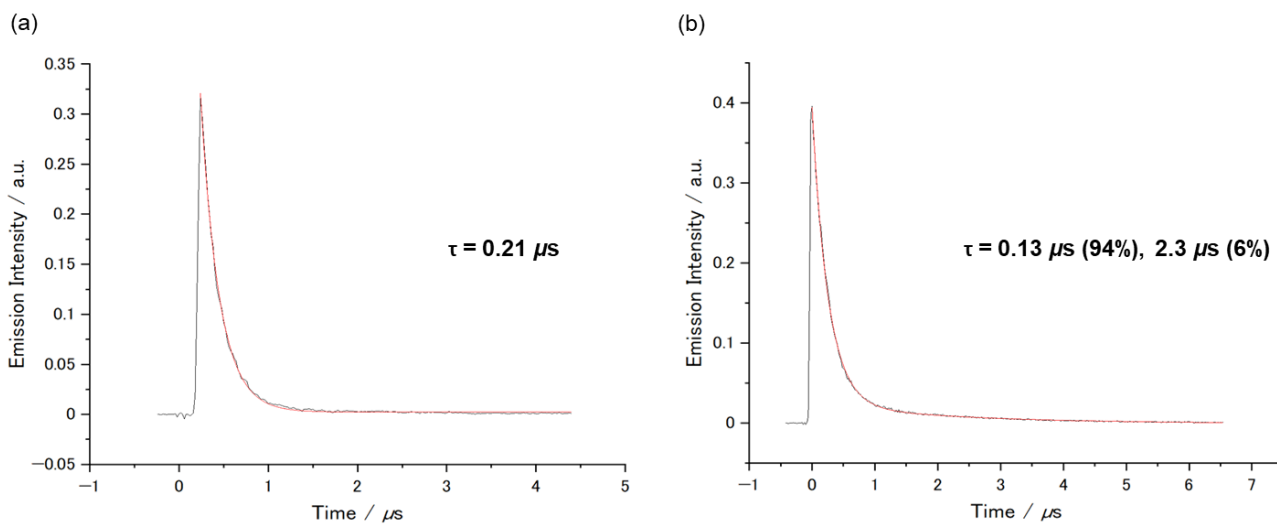 (a)
0.35
0.3
0.25
0.2
0.15
0.1
0.05
0
−0.05
−1 0 1 2 3 4 5
Emission Intensity / a.u.
Time / μs
τ = 0.21 μs
(b)
0.4
0.3
0.2
0.1
0
−1 0 1 2 3 4 5 6 7
Emission Intensity / a.u.
Time / μs
τ = 0.13 μs (94%), 2.3 μs (6%)